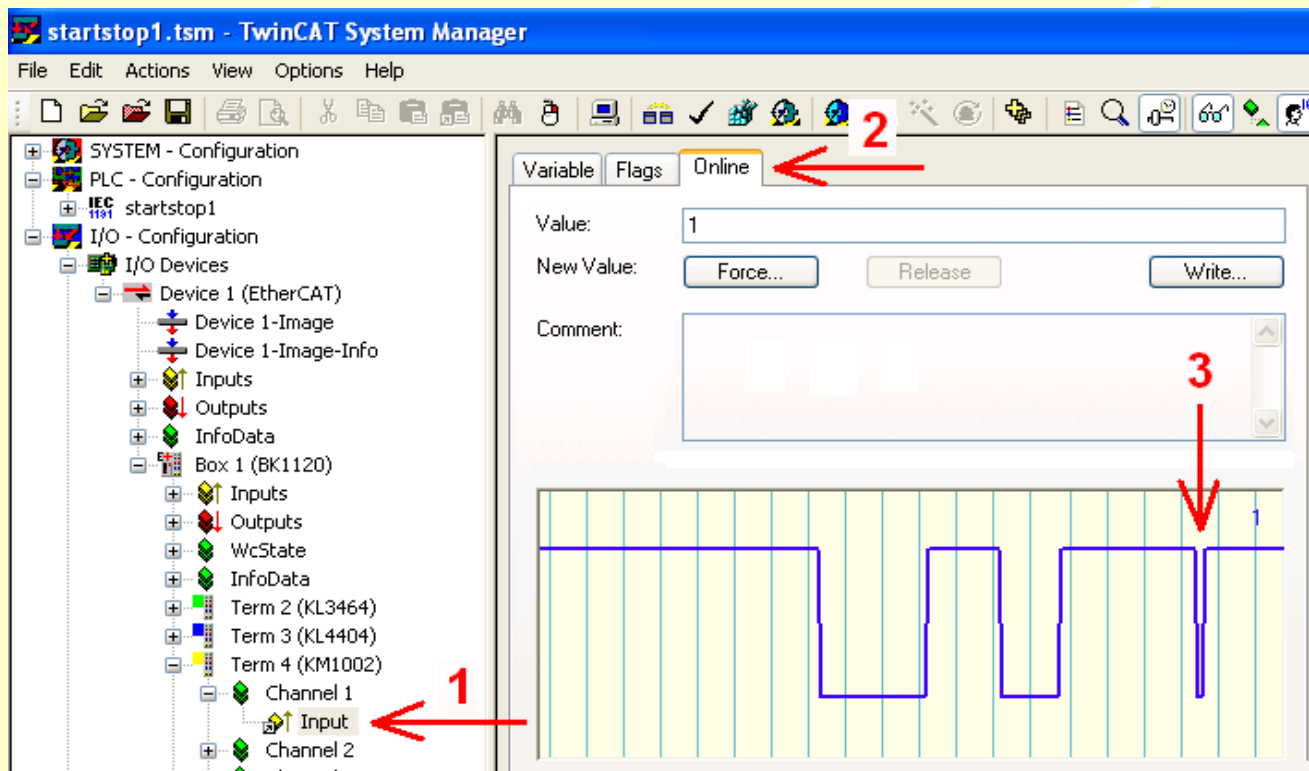 startstop1.tsm - TwinCAT System Manager
File Edit Actions View Options Help
2
SYSTEM - Configuration
PLC - Configuration
IEC 1131 startstop1
I/O - Configuration
I/O Devices
Device 1 (EtherCAT)
Device 1-Image
Device 1-Image-Info
Inputs
Outputs
InfoData
Box 1 (BK1120)
Inputs
Outputs
WcState
InfoData
Term 2 (KL3464)
Term 3 (KL4404)
Term 4 (KM1002)
Channel 1
1
Input
Channel 2
Variable Flags Online
Value: 1
New Value: Force... Release Write...
Comment:
3
1